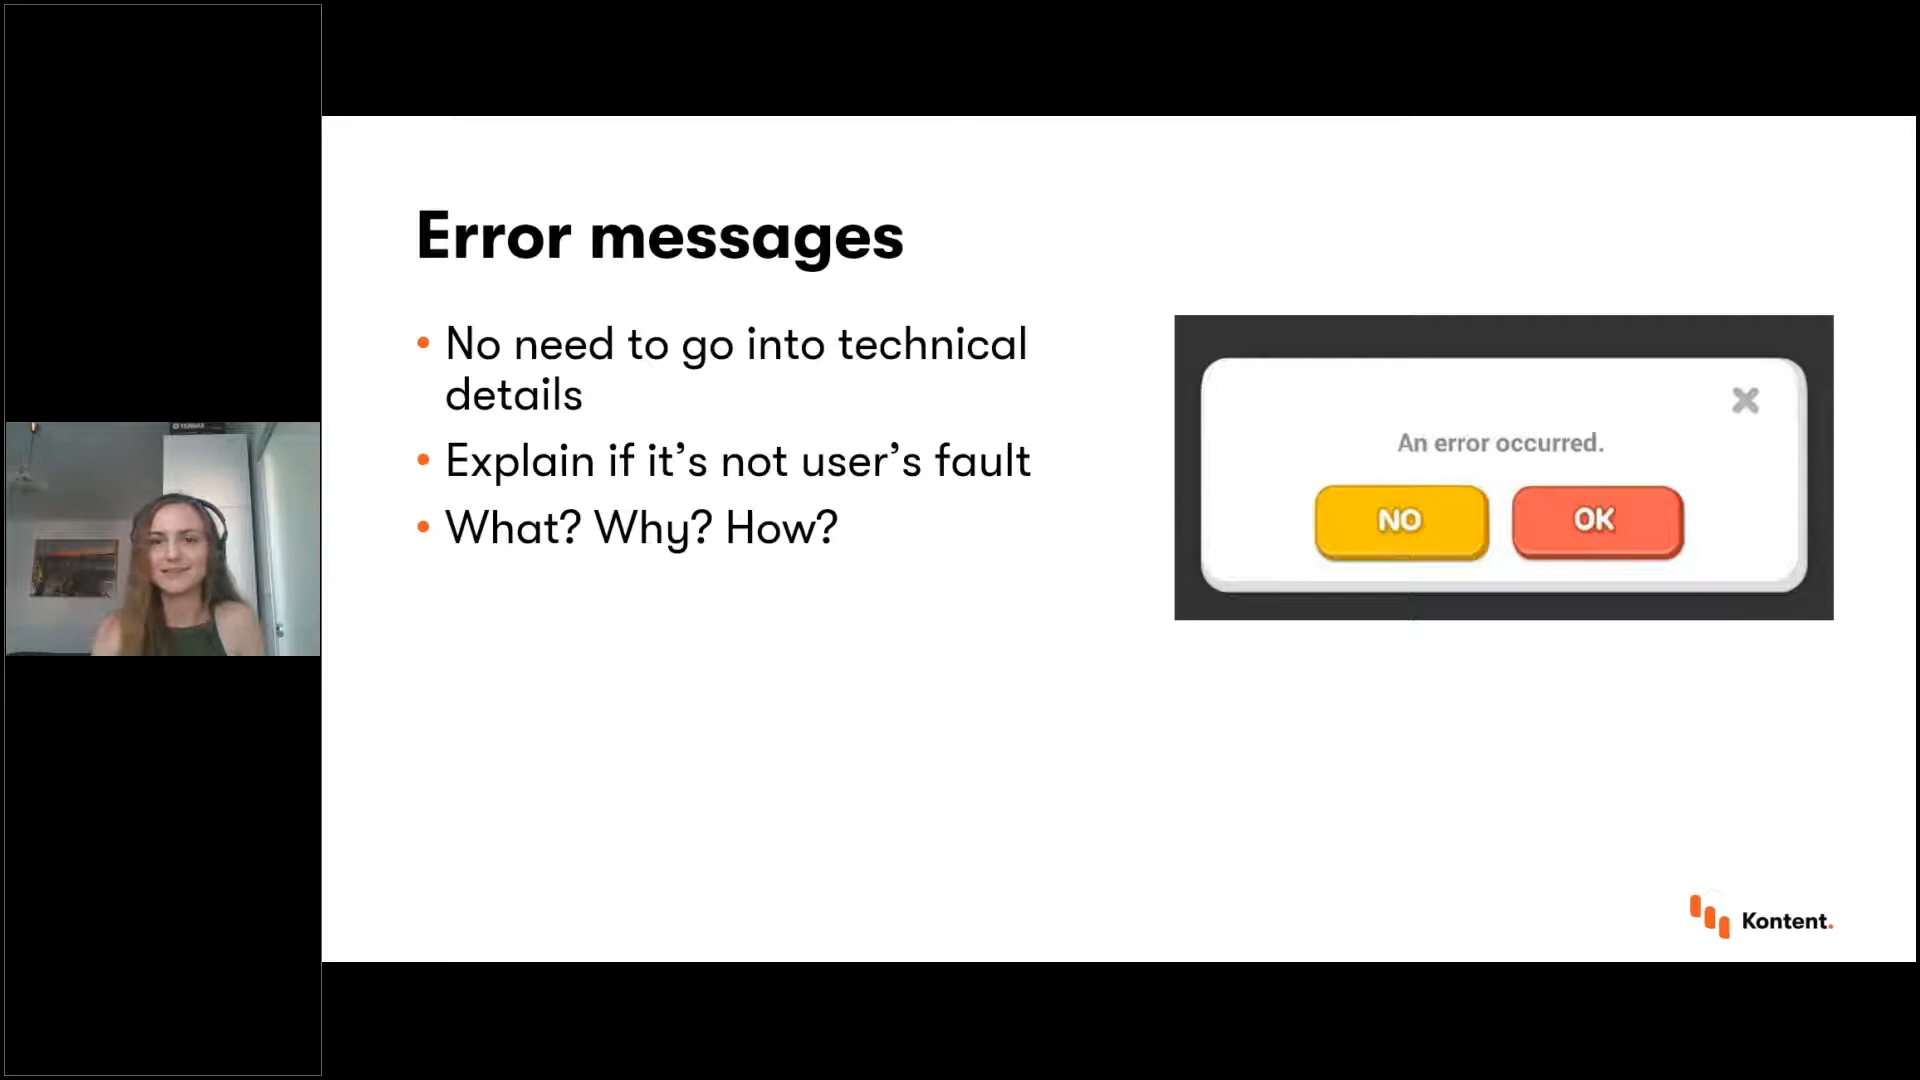 Error messages
• No need to go into technical
details
• Explain if it’s not user’s fault
• What? Why? How?
An error occurred.
NO
OK
Kontent.